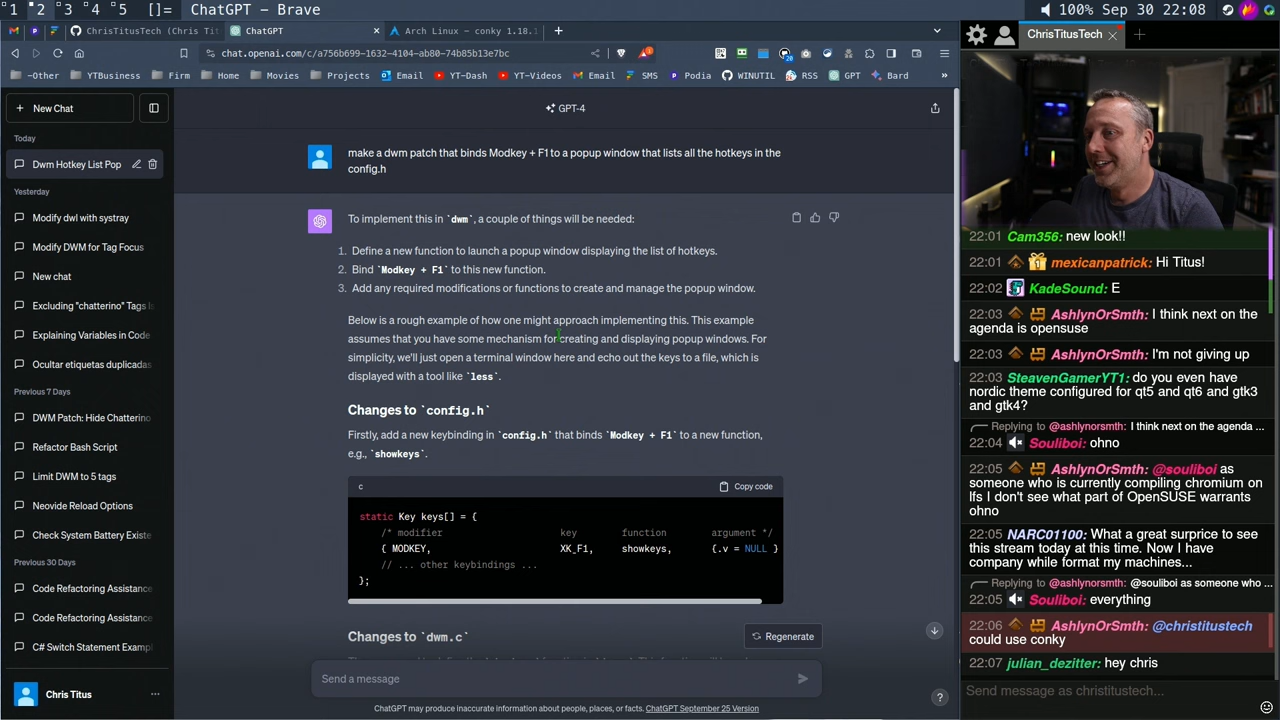 1 2 3 4 5 []= ChatGPT - Brave 100% Sep 30 22:08
ChrisTitusTech (Chris Tit
ChatGPT
Arch Linux - conky 1.18.1
chat.openai.com/c/a756b699-1632-4104-ab80-74b85b13e7bc
-Other YTBusiness Firm Home Movies Projects Email YT-Dash YT-Videos Email SMS Podia WINUTIL RSS GPT Bard
New Chat
Today
Dwm Hotkey List Pop
Yesterday
Modify dwl with systray
Modify DWM for Tag Focus
New chat
Excluding "chatterino" Tags is
Explaining Variables in Code
Ocultar etiquetas duplicadas
Previous 7 Days
DWM Patch: Hide Chatterino
Refactor Bash Script
Limit DWM to 5 tags
Neovide Reload Options
Check System Battery Existe
Previous 30 Days
Code Refactoring Assistance
Code Refactoring Assistance
C# Switch Statement Exampl
Chris Titus
GPT-4
make a dwm patch that binds Modkey + F1 to a popup window that lists all the hotkeys in the
config.h
To implement this in `dwm`, a couple of things will be needed:
1. Define a new function to launch a popup window displaying the list of hotkeys.
2. Bind `Modkey + F1` to this new function.
3. Add any required modifications or functions to create and manage the popup window.
Below is a rough example of how one might approach implementing this. This example
assumes that you have some mechanism for creating and displaying popup windows. For
simplicity, we'll just open a terminal window here and echo out the keys to a file, which is
displayed with a tool like `less`.
Changes to `config.h`
Firstly, add a new keybinding in `config.h` that binds `Modkey + F1` to a new function,
e.g., `showkeys`.
c Copy code
static Key keys[] = {
/* modifier key function argument */
{ MODKEY, XK_F1, showkeys, {.v = NULL }
// ... other keybindings ...
};
Changes to `dwm.c`
Regenerate
Send a message
ChatGPT may produce inaccurate information about people, places, or facts. ChatGPT September 25 Version
?
ChrisTitusTech
22:01 Cam356: new look!!
22:01 mexicanpatrick: Hi Titus!
22:02 KadeSound: E
22:03 AshlynOrSmth: I think next on the
agenda is opensuse
22:03 AshlynOrSmth: I'm not giving up
22:03 SteavenGamerYT1: do you even have
nordic theme configured for qt5 and qt6 and gtk3
and gtk4?
Replying to @ashlynorsmth: I think next on the agenda ...
22:04 Souliboi: ohno
22:05 AshlynOrSmth: @souliboi as
someone who is currently compiling chromium on
lfs I don't see what part of OpenSUSE warrants
ohno
22:05 NARC01100: What a great surprice to see
this stream today at this time. Now I have
company while format my machines...
Replying to @ashlynorsmth: @souliboi as someone who ...
22:05 Souliboi: everything
22:06 AshlynOrSmth: @christitustech
could use conky
22:07 julian_dezitter: hey chris
Send message as christitustech...